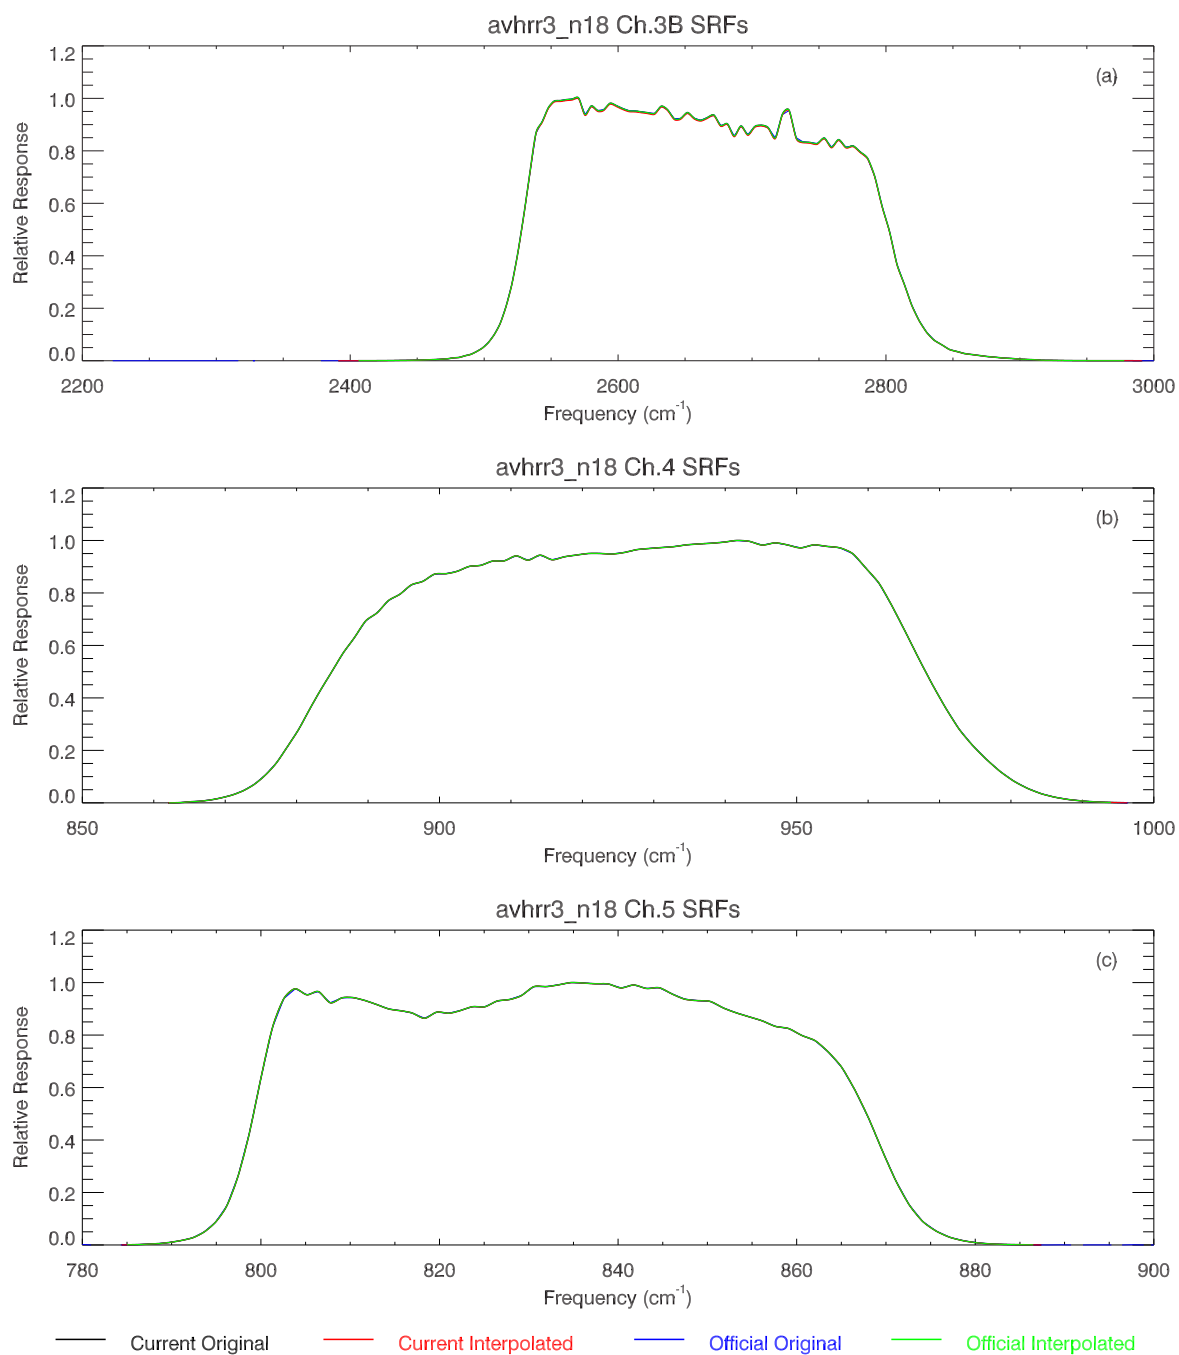 avhrr3_n18 Ch.3B SRFs
(a)
Relative Response
1.2
1.0
0.8
0.6
0.4
0.2
0.0
2200 2400 2600 2800 3000
Frequency (cm-1)
avhrr3_n18 Ch.4 SRFs
(b)
Relative Response
1.2
1.0
0.8
0.6
0.4
0.2
0.0
850 900 950 1000
Frequency (cm-1)
avhrr3_n18 Ch.5 SRFs
(c)
Relative Response
1.2
1.0
0.8
0.6
0.4
0.2
0.0
780 800 820 840 860 880 900
Frequency (cm-1)
Current Original Current Interpolated Official Original Official Interpolated